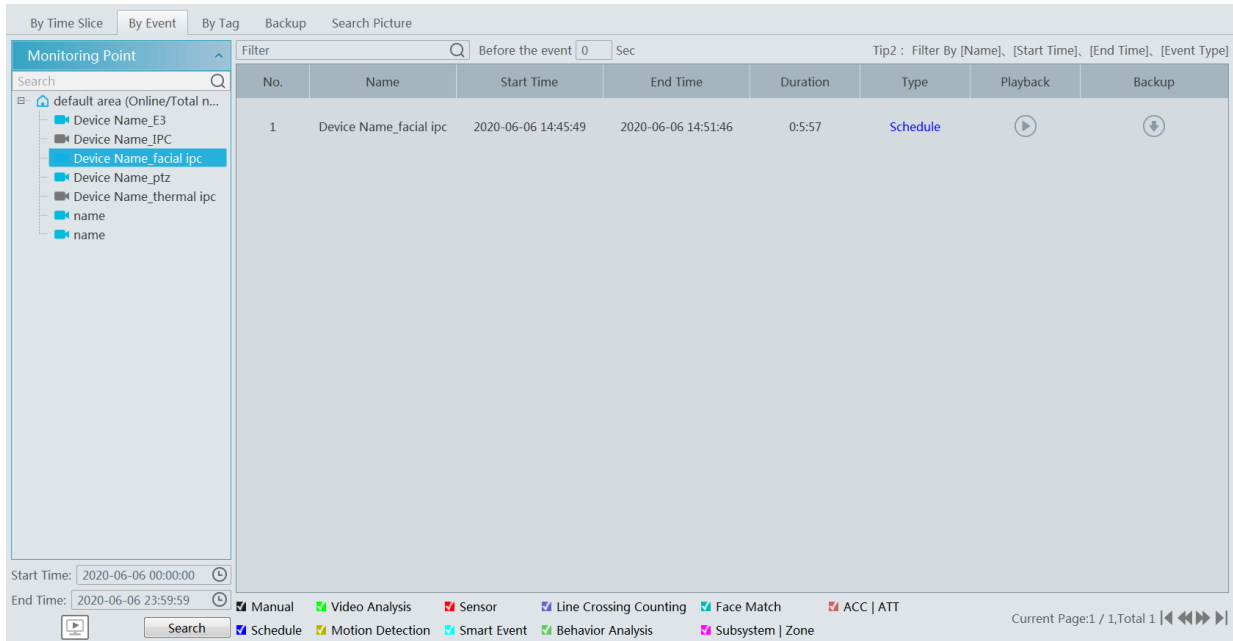 By Time Slice By Event By Tag Backup Search Picture
Monitoring Point
Search
default area (Online/Total n...
Device Name_E3
Device Name_IPC
Device Name_facial ipc
Device Name_ptz
Device Name_thermal ipc
name
name
Start Time: 2020-06-06 00:00:00
End Time: 2020-06-06 23:59:59
Search
Filter Before the event 0 Sec Tip2 : Filter By [Name]、[Start Time]、[End Time]、[Event Type]
No. Name Start Time End Time Duration Type Playback Backup
1 Device Name_facial ipc 2020-06-06 14:45:49 2020-06-06 14:51:46 0:5:57 Schedule
Manual Video Analysis Sensor Line Crossing Counting Face Match ACC | ATT
Schedule Motion Detection Smart Event Behavior Analysis Subsystem | Zone
Current Page:1 / 1,Total 1